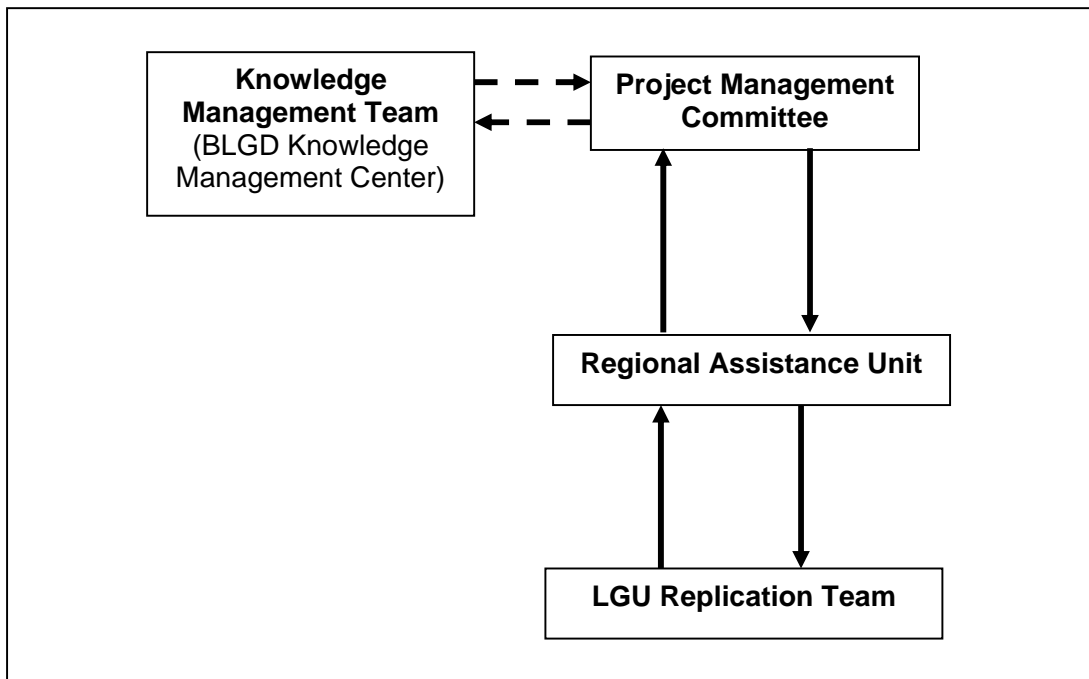 Knowledge
Management Team
(BLGD Knowledge
Management Center)
Project Management
Committee
Regional Assistance Unit
LGU Replication Team